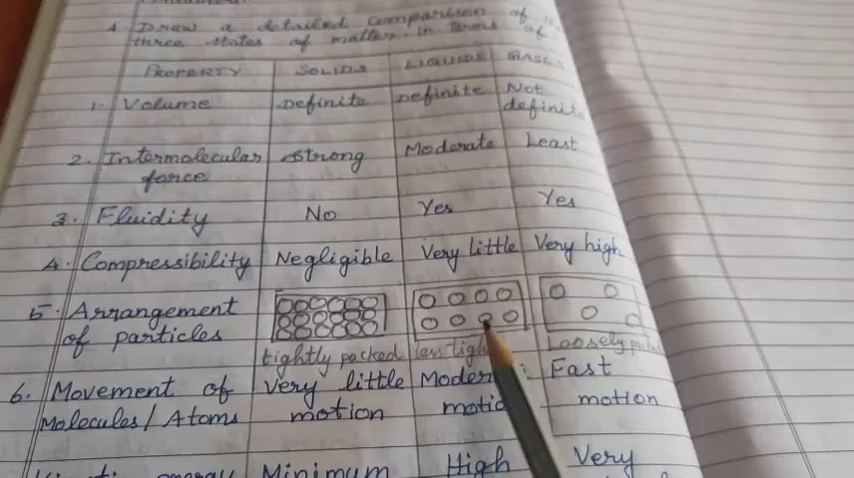 1. Draw a detailed comparison of
three states of matter in terms of
PROPERTY SOLIDS LIQUIDS GASES
1. Volume Definite Definite Not definite
2. Intermolecular force Strong Moderate Least
3. Fluidity No Yes Yes
4. Compressibility Negligible Very little Very high
5. Arrangement of particles
tightly packed less Loosely
6. Movement of Molecules/Atoms Very little motion Fast motion
Minimum High Very